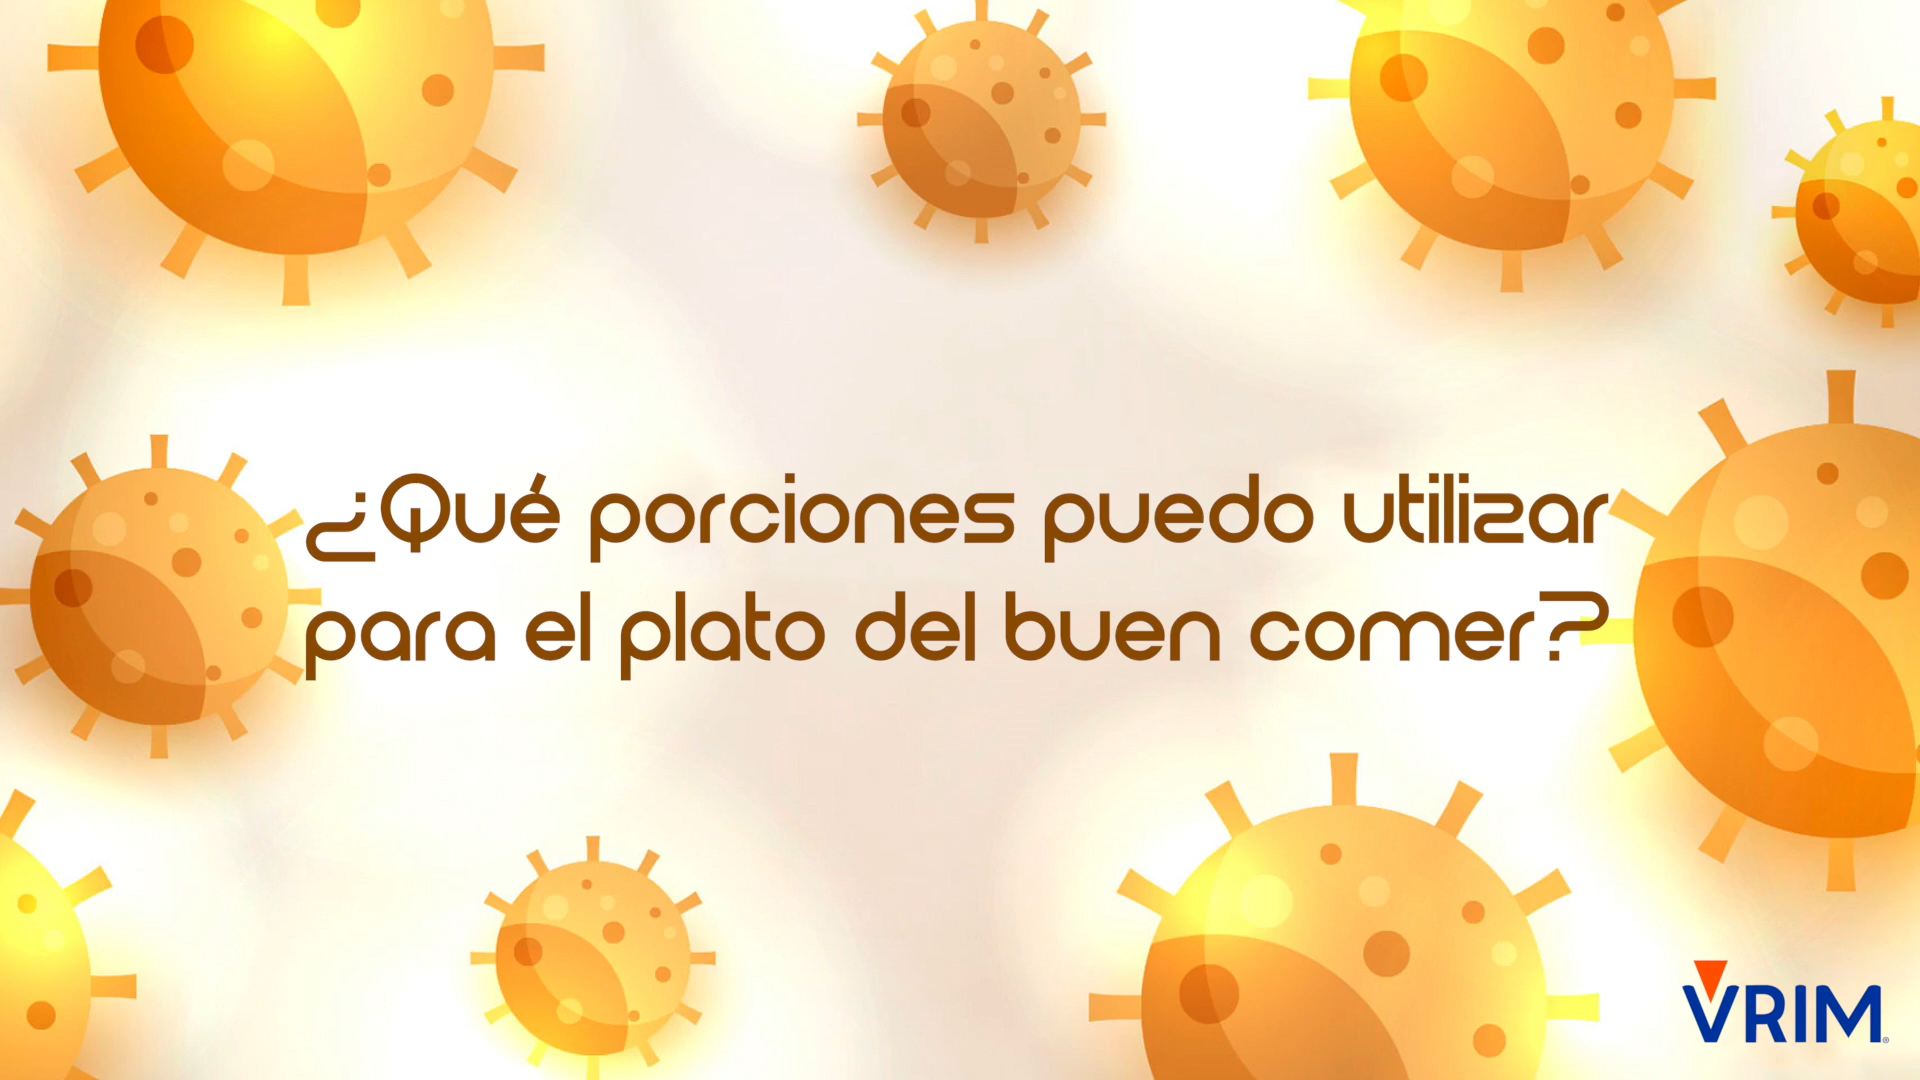 ¿Qué porciones puedo utilizar
para el plato del buen comer?
VRIM